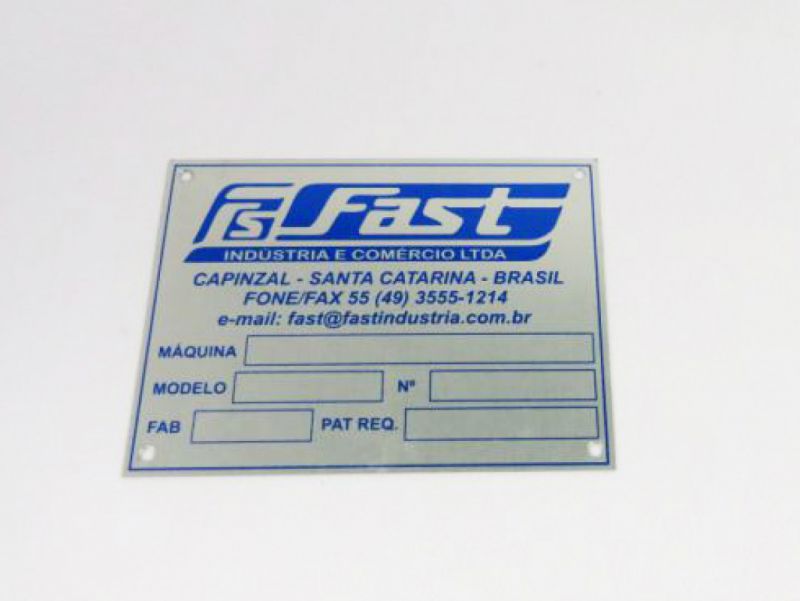 FS Fast
INDÚSTRIA E COMÉRCIO LTDA
CAPINZAL - SANTA CATARINA - BRASIL
FONE/FAX 55 (49) 3555-1214
e-mail: fast@fastindustria.com.br
MÁQUINA
MODELO Nº
FAB PAT REQ.